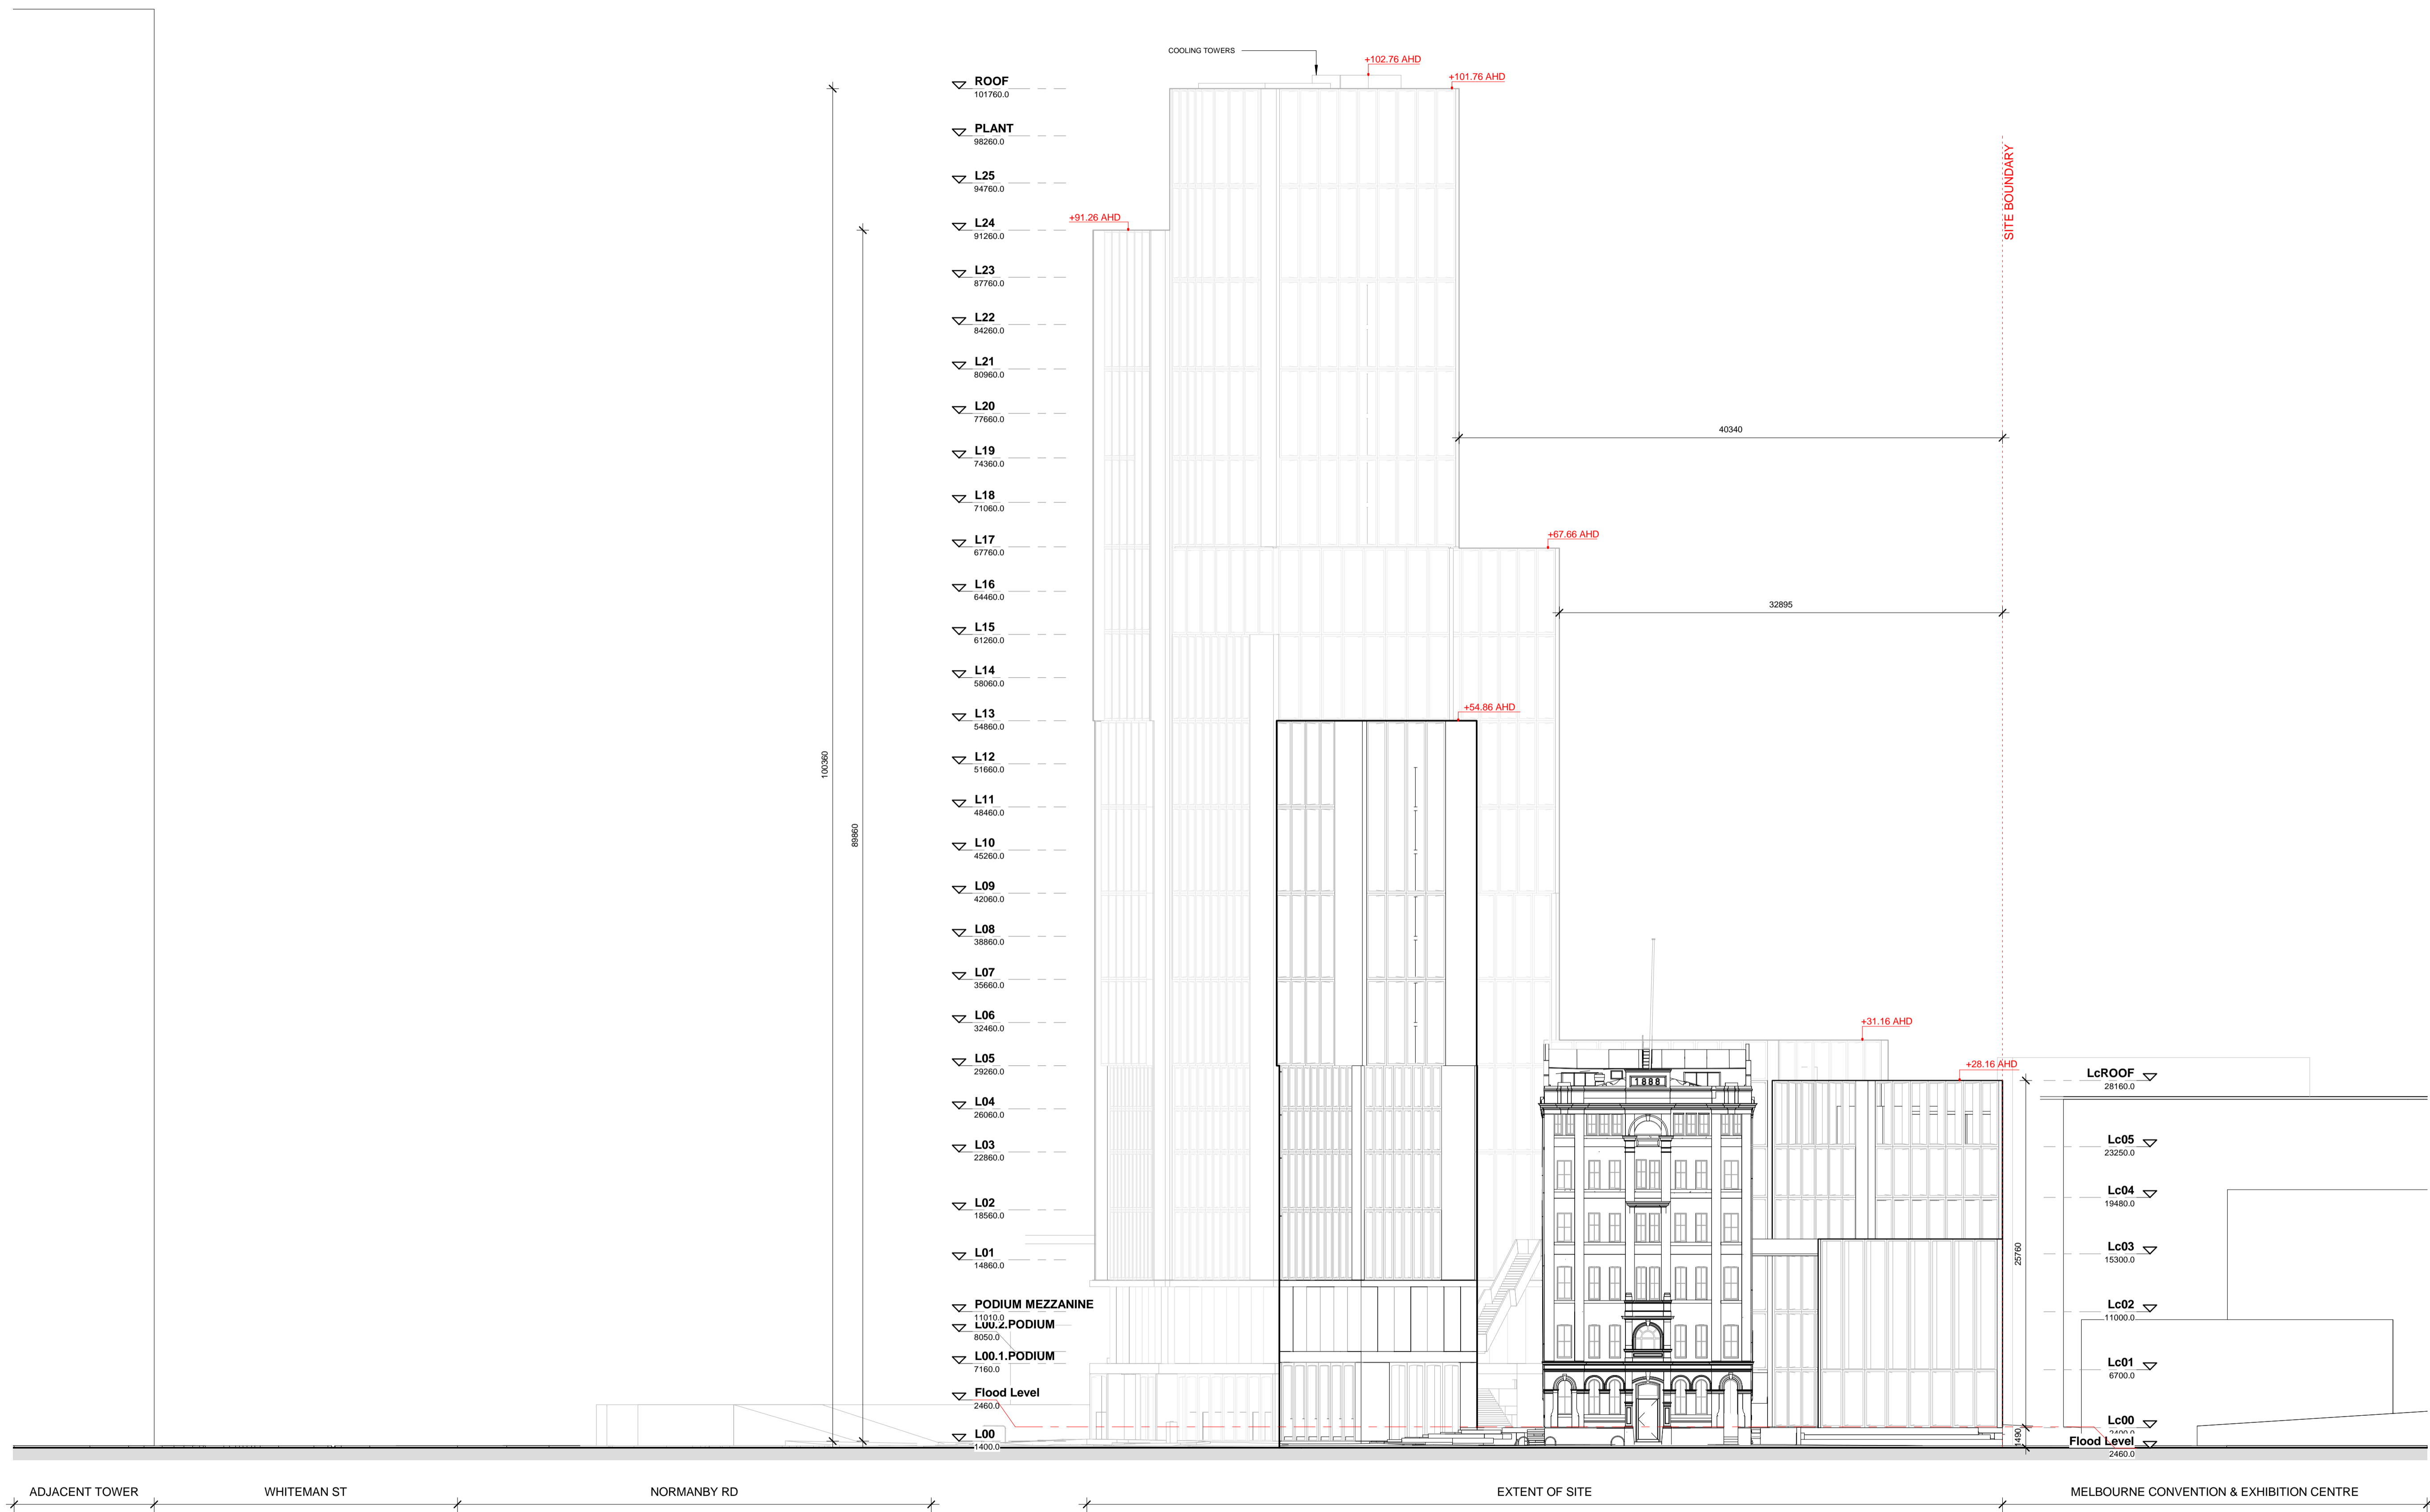 COOLING TOWERS
+102.76 AHD
+101.76 AHD
ROOF
101760.0
PLANT
98260.0
SITE BOUNDARY
L25
94760.0
+91.26 AHD
L24
91260.0
L23
87760.0
L22
84260.0
L21
80960.0
L20
77660.0
40340
L19
74360.0
L18
71060.0
+67.66 AHD
L17
67760.0
L16
64460.0
32895
L15
61260.0
L14
58060.0
+54.86 AHD
L13
54860.0
100360
L12
51660.0
L11
48460.0
89860
L10
45260.0
L09
42060.0
L08
38860.0
L07
35660.0
L06
32460.0
+31.16 AHD
L05
29260.0
+28.16 AHD
LcROOF
28160.0
1888
L04
26060.0
L03
22860.0
Lc05
23250.0
L02
18560.0
Lc04
19480.0
L01
14860.0
Lc03
15300.0
25760
PODIUM MEZZANINE
11010.0
Lc02
11000.0
L00.2.PODIUM
8050.0
L00.1.PODIUM
7160.0
Lc01
6700.0
Flood Level
2460.0
L00
1400.0
Lc00
1490
Flood Level
2460.0
ADJACENT TOWER
WHITEMAN ST
NORMANBY RD
EXTENT OF SITE
MELBOURNE CONVENTION & EXHIBITION CENTRE